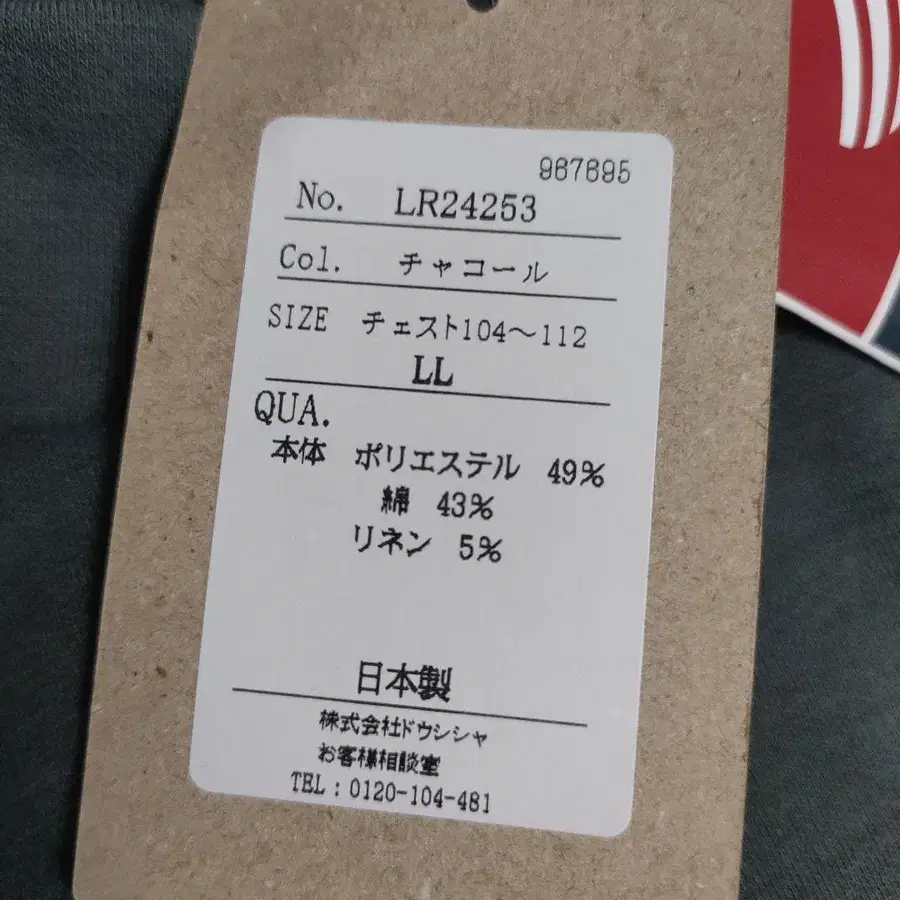 967695
No. LR24253
Col. チャコール
SIZE チェスト104～112
LL
QUA.
本体 ポリエステル 49%
綿 43%
リネン 5%
日本製
株式会社ドウシシャ
お客様相談室
TEL：0120-104-481